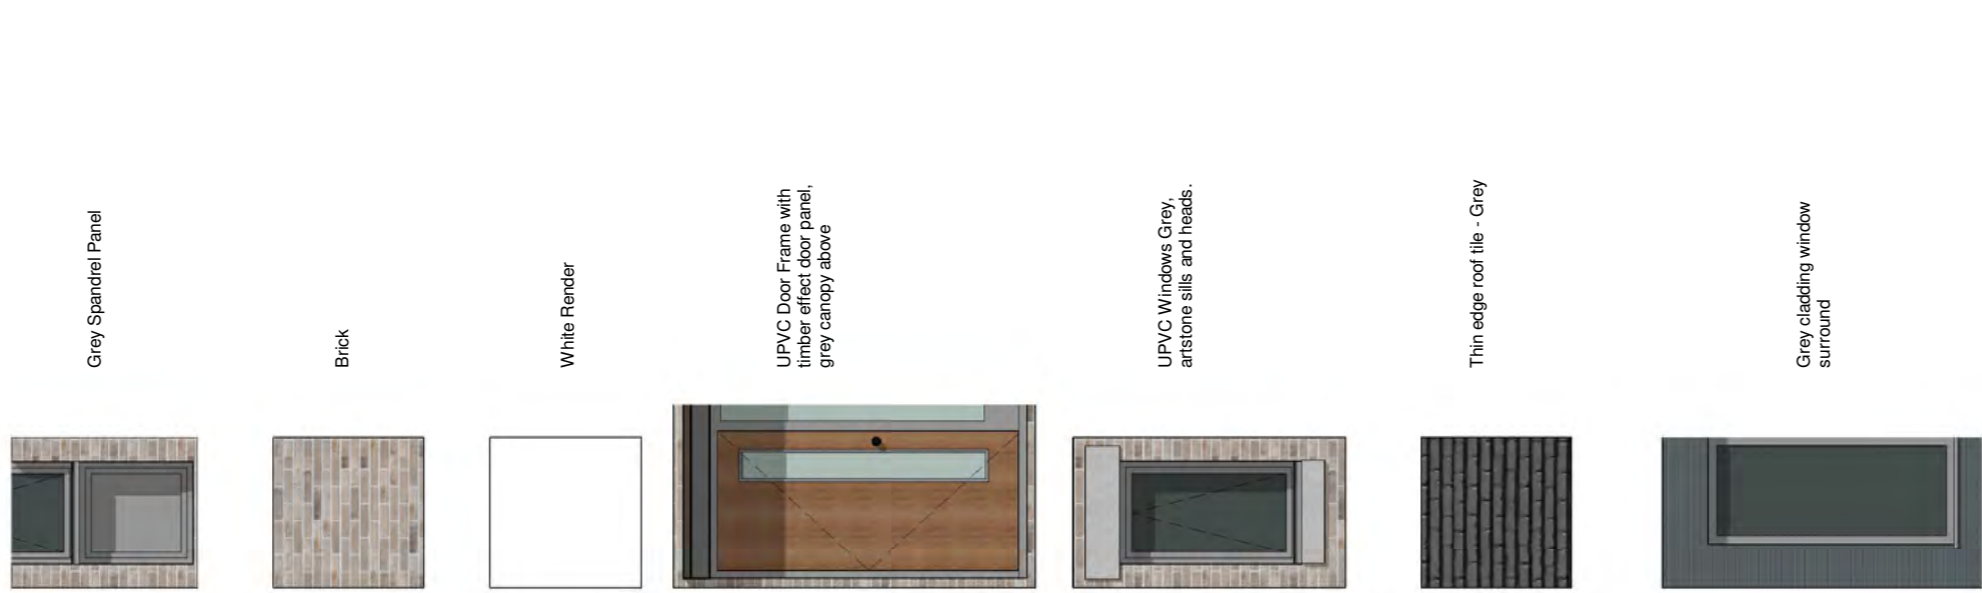 Grey Spandrel Panel
Brick
White Render
UPVC Door Frame with
timber effect door panel,
grey canopy above
UPVC Windows Grey,
artstone sills and heads.
Thin edge roof tile - Grey
Grey cladding window
surround